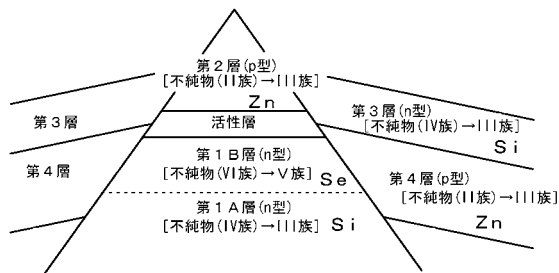 第２層(p型)
[不純物(II族)→III族]
Zn
活性層
第３層
第４層
第１Ｂ層(n型)
[不純物(VI族)→Ｖ族]
Se
第１Ａ層(n型)
[不純物(IV族)→III族]
Si
第３層(n型)
[不純物(IV族)→III族]
Si
第４層(p型)
[不純物(II族)→III族]
Zn